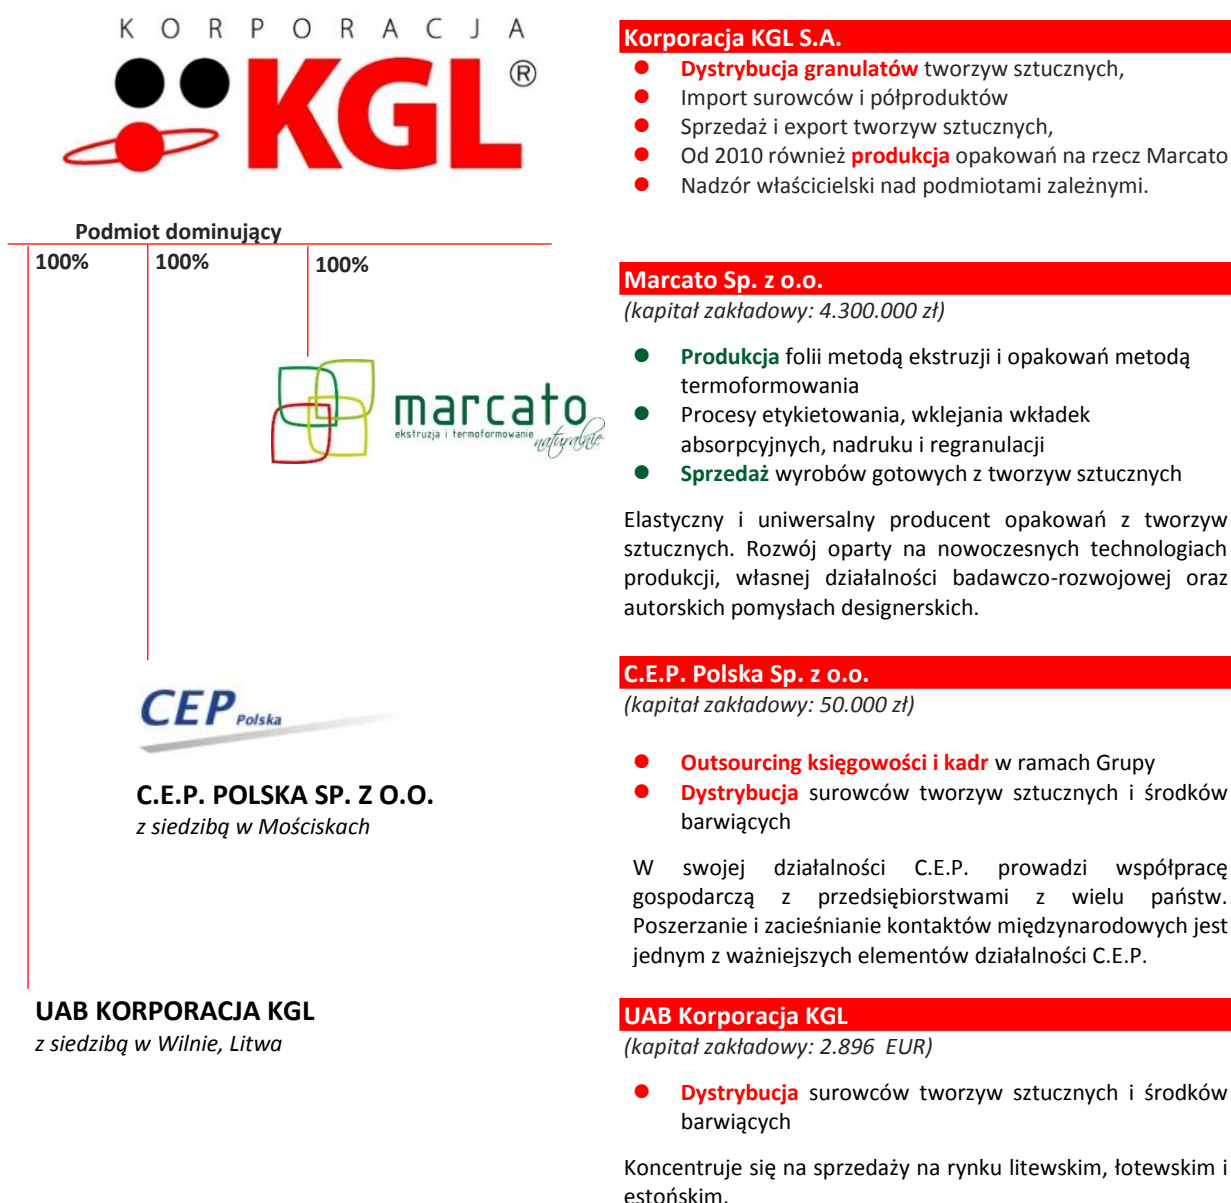 KORPORACJA
KGL®
Podmiot dominujący
100% 100% 100%
marcato
ekstruzja i termoformowanie
naturalnie
CEP Polska
C.E.P. POLSKA SP. Z O.O.
z siedzibą w Mościskach
UAB KORPORACJA KGL
z siedzibą w Wilnie, Litwa
Korporacja KGL S.A.
● Dystrybucja granulatów tworzyw sztucznych,
● Import surowców i półproduktów
● Sprzedaż i export tworzyw sztucznych,
● Od 2010 również produkcja opakowań na rzecz Marcato
● Nadzór właścicielski nad podmiotami zależnymi.
Marcato Sp. z o.o.
(kapitał zakładowy: 4.300.000 zł)
● Produkcja folii metodą ekstruzji i opakowań metodą
termoformowania
● Procesy etykietowania, wklejania wkładek
absorpcyjnych, nadruku i regranulacji
● Sprzedaż wyrobów gotowych z tworzyw sztucznych
Elastyczny i uniwersalny producent opakowań z tworzyw
sztucznych. Rozwój oparty na nowoczesnych technologiach
produkcji, własnej działalności badawczo-rozwojowej oraz
autorskich pomysłach designerskich.
C.E.P. Polska Sp. z o.o.
(kapitał zakładowy: 50.000 zł)
● Outsourcing księgowości i kadr w ramach Grupy
● Dystrybucja surowców tworzyw sztucznych i środków
barwiących
W swojej działalności C.E.P. prowadzi współpracę
gospodarczą z przedsiębiorstwami z wielu państw.
Poszerzanie i zacieśnianie kontaktów międzynarodowych jest
jednym z ważniejszych elementów działalności C.E.P.
UAB Korporacja KGL
(kapitał zakładowy: 2.896 EUR)
● Dystrybucja surowców tworzyw sztucznych i środków
barwiących
Koncentruje się na sprzedaży na rynku litewskim, łotewskim i
estońskim.